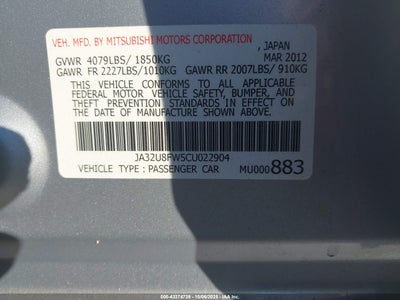 VEH. MFD. BY MITSUBISHI MOTORS CORPORATION, JAPAN
GVWR 4079LBS/ 1850KG MAR 2012
GAWR FR 2227LBS/1010KG GAWR RR 2007LBS/ 910KG
THIS VEHICLE CONFORMS TO ALL APPLICABLE
FEDERAL MOTOR VEHICLE SAFETY, BUMPER,
AND THEFT PREVENTION STANDARDS IN
EFFECT ON THE DATE OF MANUFACTURE
SHOWN ABOVE.
JA32U8FW5CU022904
VEHICLE TYPE : PASSENGER CAR MU000883